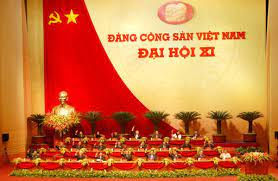 ĐẢNG CỘNG SẢN VIỆT NAM
ĐẠI HỘI XI